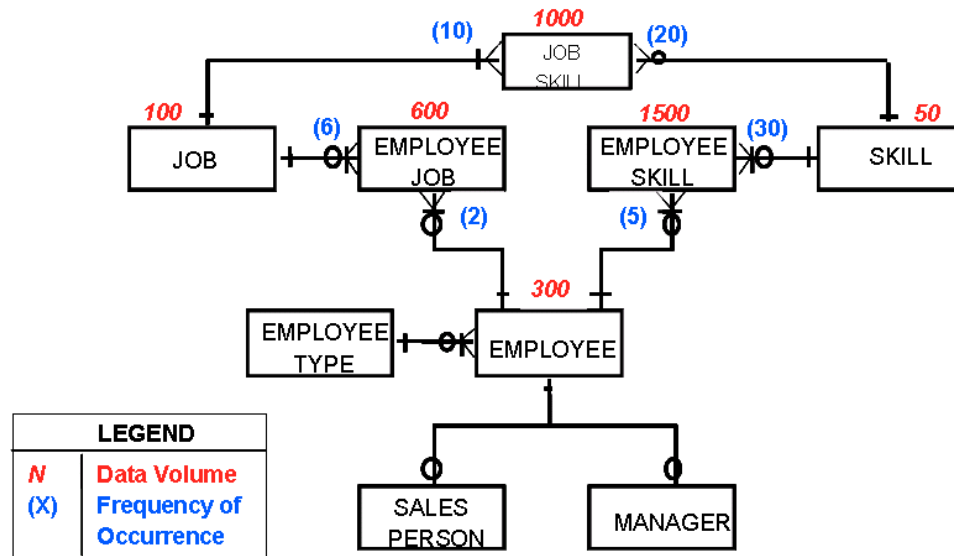 1000
(10)
(20)
JOB
SKILL
100
600
1500
50
(6)
(30)
JOB
EMPLOYEE
JOB
EMPLOYEE
SKILL
SKILL
(2)
(5)
300
EMPLOYEE
TYPE
EMPLOYEE
LEGEND
N Data Volume
(X) Frequency of
Occurrence
SALES
PERSON
MANAGER